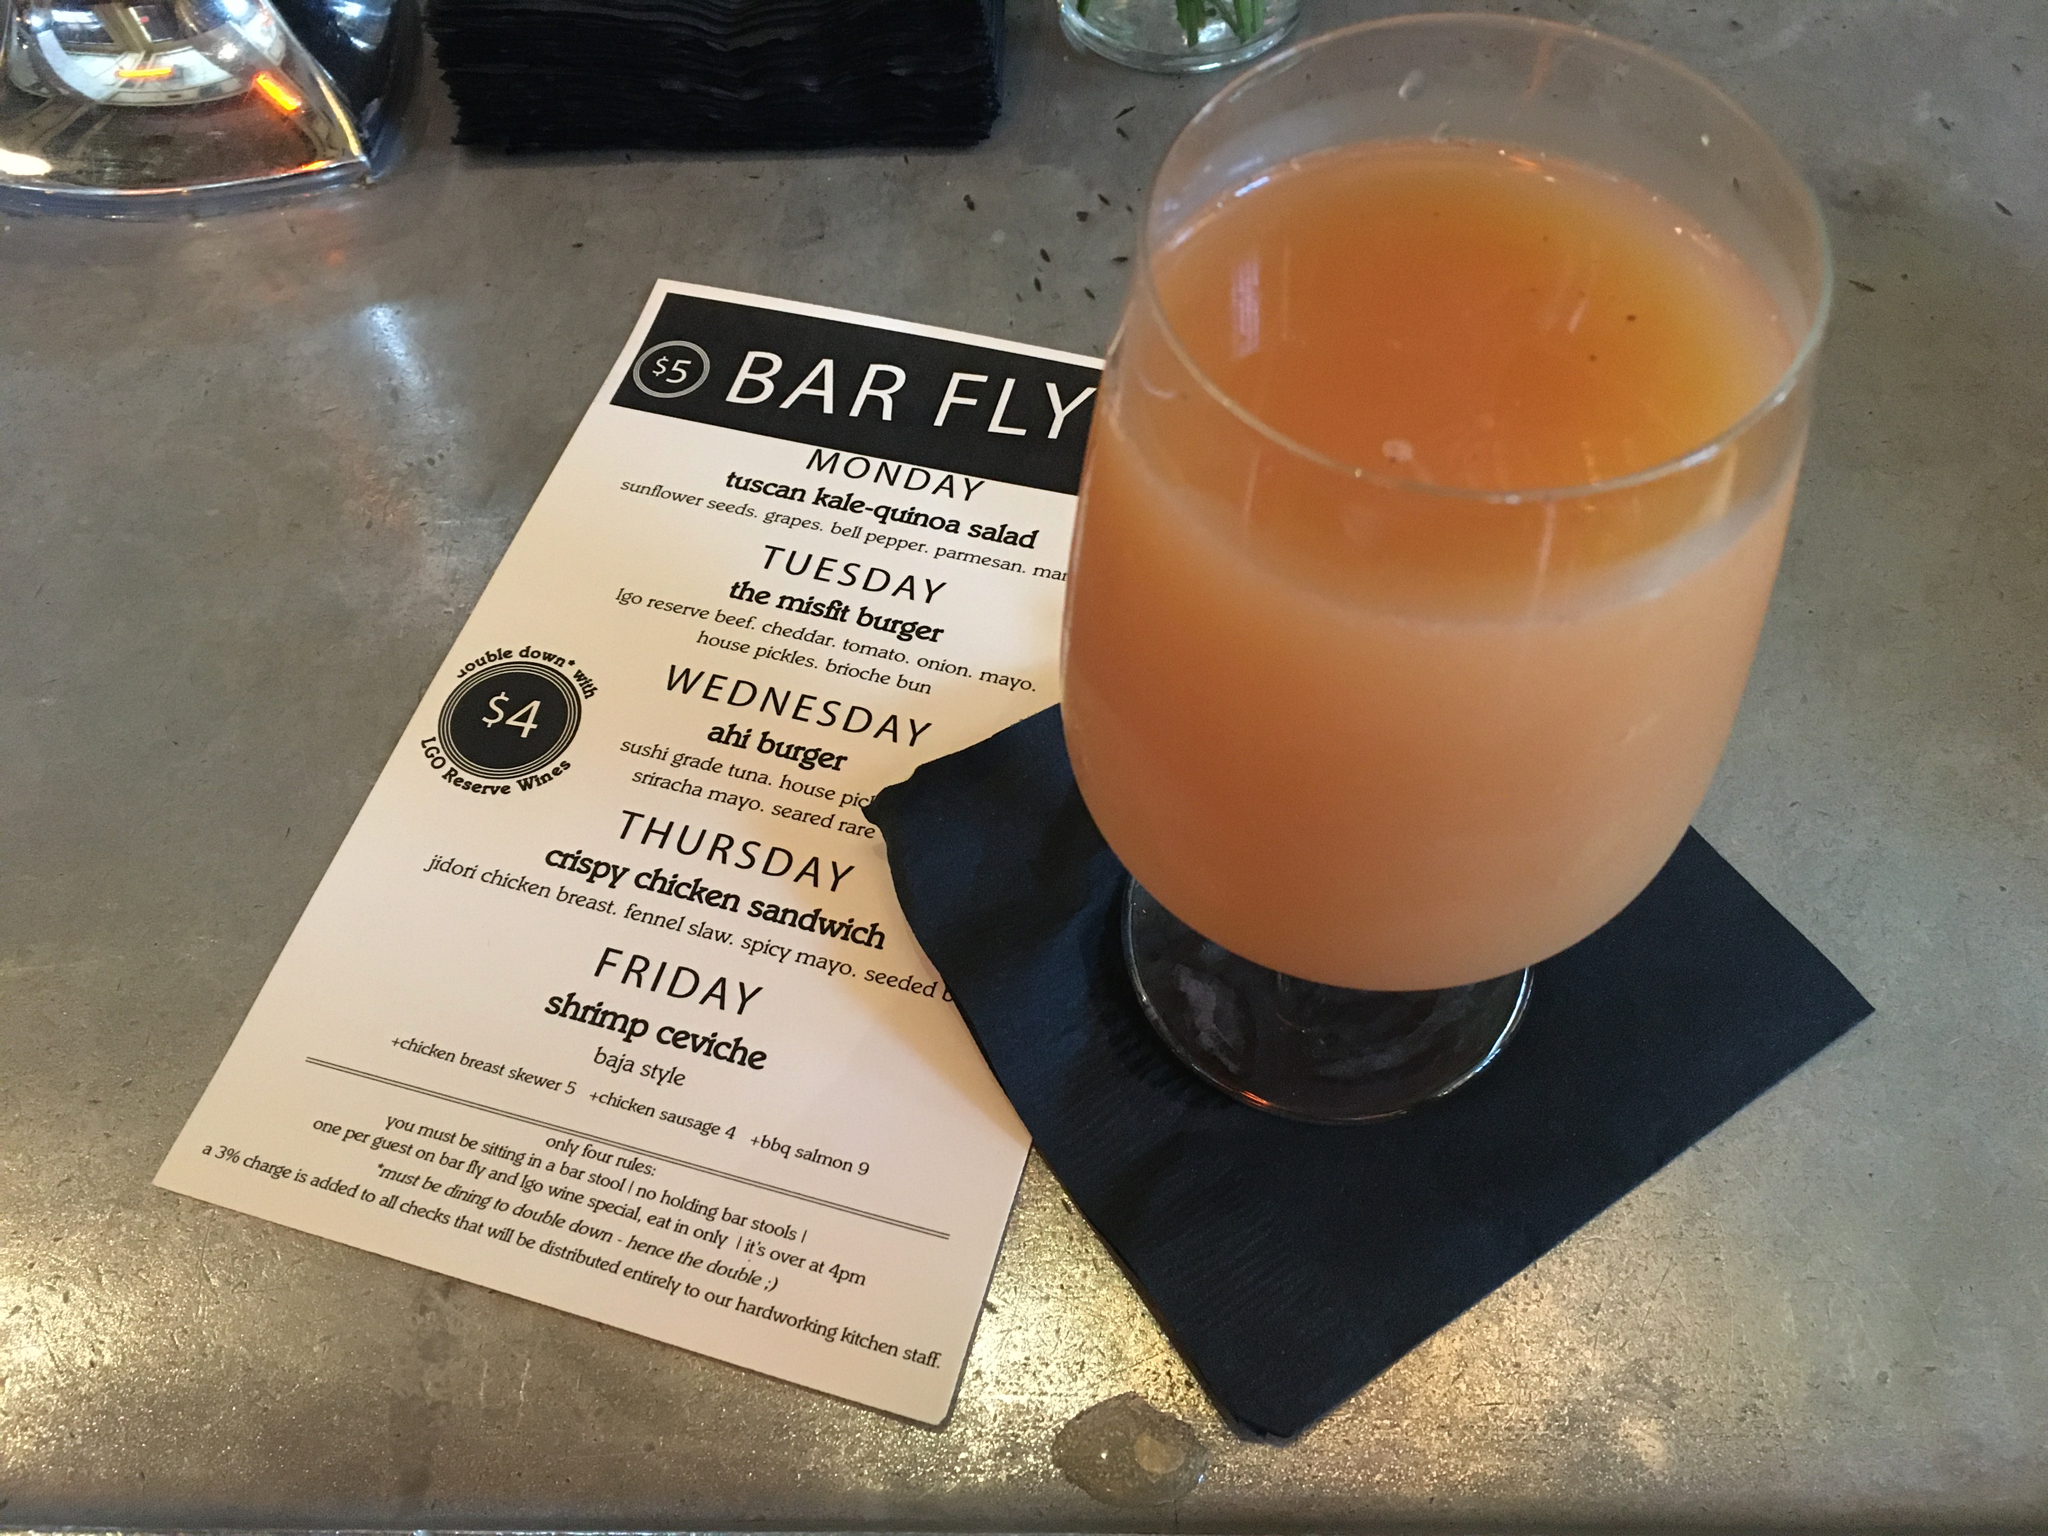 $5 BAR FLY
MONDAY
tuscan kale-quinoa salad
sunflower seeds. grapes. bell pepper. parmesan.
TUESDAY
the misfit burger
lgo reserve beef. cheddar. tomato. onion. mayo.
house pickles. brioche bun
double down* with
$4
LGO Reserve Wines
WEDNESDAY
ahi burger
sushi grade tuna. house
sriracha mayo. seared rare
THURSDAY
crispy chicken sandwich
jidori chicken breast. fennel slaw. spicy mayo. seeded
FRIDAY
shrimp ceviche
baja style
+chicken breast skewer 5 +chicken sausage 4 +bbq salmon 9
only four rules:
you must be sitting in a bar stool | no holding bar stools |
one per guest on bar fly and lgo wine special, eat in only | it's over at 4pm
*must be dining to double down - hence the double ;)
a 3% charge is added to all checks that will be distributed entirely to our hardworking kitchen staff.